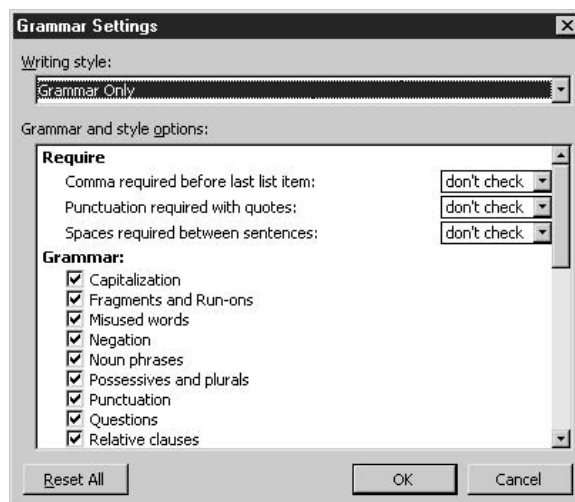 Grammar Settings
Writing style:
Grammar Only
Grammar and style options:
Require
Comma required before last list item: don't check
Punctuation required with quotes: don't check
Spaces required between sentences: don't check
Grammar:
Capitalization
Fragments and Run-ons
Misused words
Negation
Noun phrases
Possessives and plurals
Punctuation
Questions
Relative clauses
Reset All OK Cancel